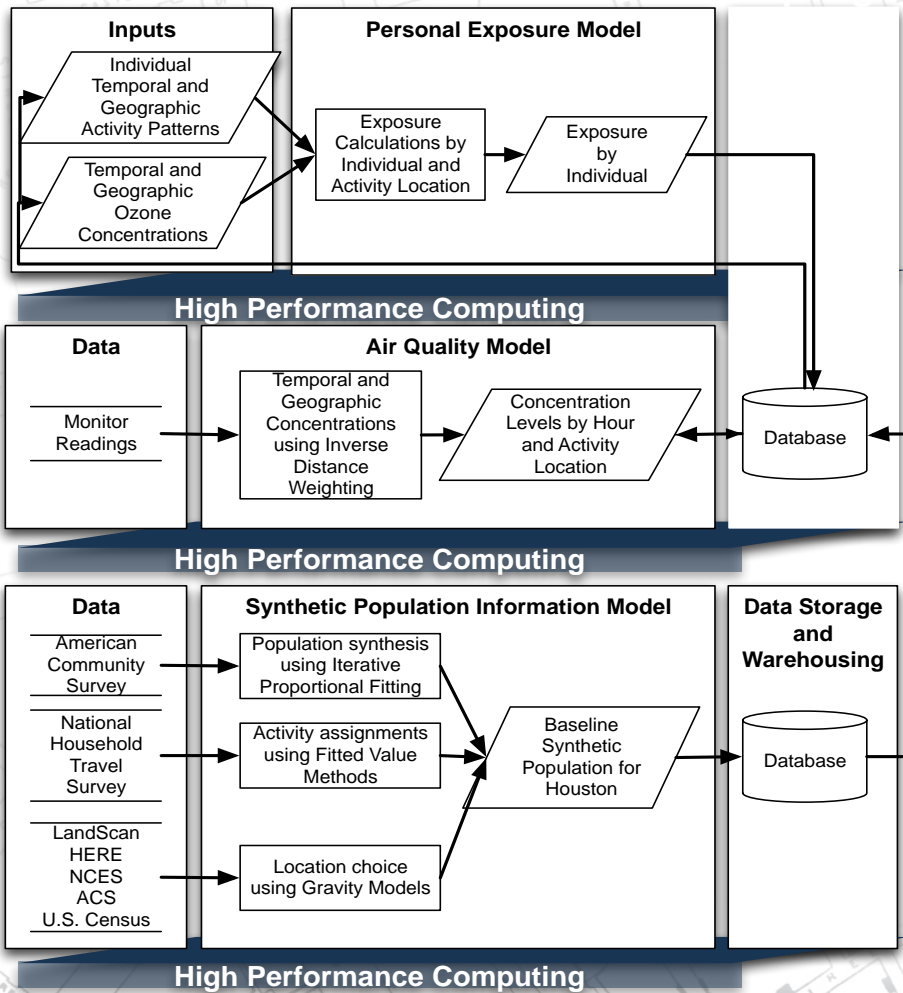 Inputs
Individual
Temporal and
Geographic
Activity Patterns
Temporal and
Geographic
Ozone
Concentrations
Personal Exposure Model
Exposure
Calculations by
Individual and
Activity Location
Exposure
by
Individual
High Performance Computing
Data
Monitor
Readings
Air Quality Model
Temporal and
Geographic
Concentrations
using Inverse
Distance
Weighting
Concentration
Levels by Hour
and Activity
Location
Database
High Performance Computing
Data
American
Community
Survey
National
Household
Travel
Survey
LandScan
HERE
NCES
ACS
U.S. Census
Synthetic Population Information Model
Population synthesis
using Iterative
Proportional Fitting
Activity assignments
using Fitted Value
Methods
Location choice
using Gravity Models
Baseline
Synthetic
Population for
Houston
Data Storage
and
Warehousing
Database
High Performance Computing